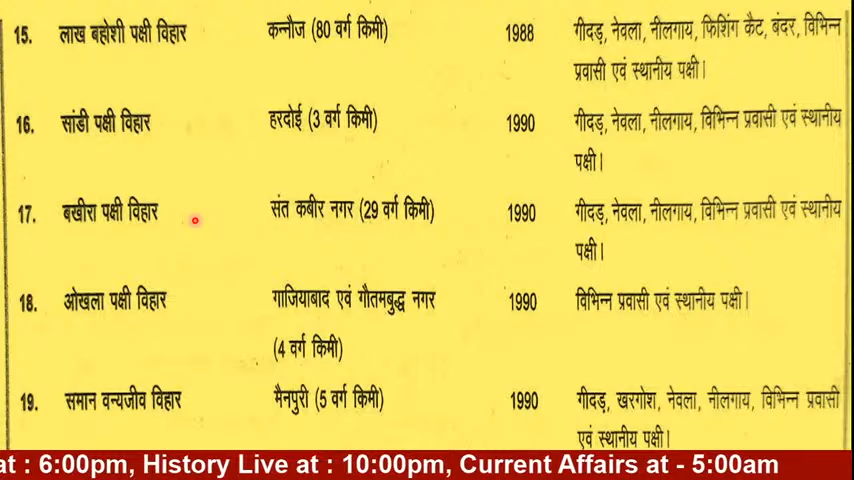 15. लाख बहोशी पक्षी विहार कन्नौज (80 वर्ग किमी) 1988 गीदड़, नेवला, नीलगाय, फिशिंग कैट, बंदर, विभिन्न
प्रवासी एवं स्थानीय पक्षी।
16. सांडी पक्षी विहार हरदोई (3 वर्ग किमी) 1990 गीदड़, नेवला, नीलगाय, विभिन्न प्रवासी एवं स्थानीय
पक्षी।
17. बखीरा पक्षी विहार संत कबीर नगर (29 वर्ग किमी) 1990 गीदड़, नेवला, नीलगाय, विभिन्न प्रवासी एवं स्थानीय
पक्षी।
18. ओखला पक्षी विहार गाजियाबाद एवं गौतमबुद्ध नगर 1990 विभिन्न प्रवासी एवं स्थानीय पक्षी।
(4 वर्ग किमी)
19. समान वन्यजीव विहार मैनपुरी (5 वर्ग किमी) 1990 गीदड़, खरगोश, नेवला, नीलगाय, विभिन्न प्रवासी
एवं स्थानीय पक्षी।
at : 6:00pm, History Live at : 10:00pm, Current Affairs at - 5:00am